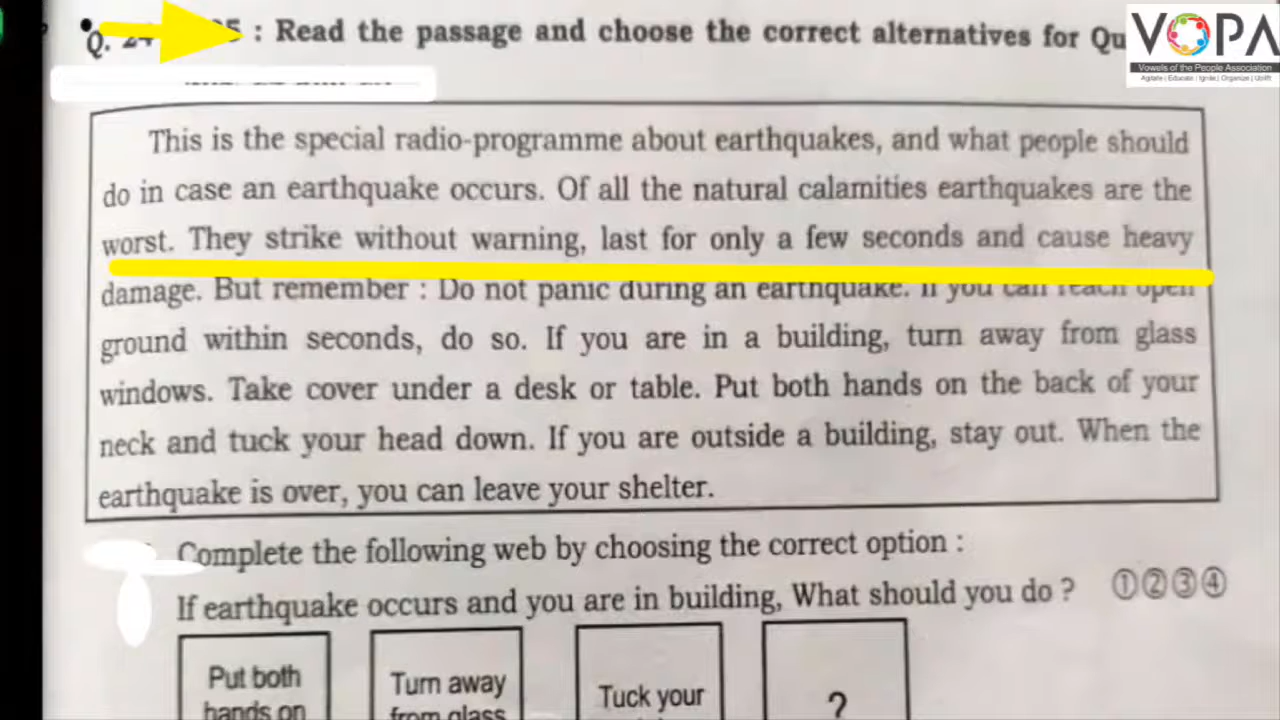 Q. 24 : Read the passage and choose the correct alternatives for Qu
VOPA
Vowels of the People Association
Agitate | Educate | Ignite | Organize | Uplift
This is the special radio-programme about earthquakes, and what people should
do in case an earthquake occurs. Of all the natural calamities earthquakes are the
worst. They strike without warning, last for only a few seconds and cause heavy
damage. But remember : Do not panic during an earthquake. If you can reach open
ground within seconds, do so. If you are in a building, turn away from glass
windows. Take cover under a desk or table. Put both hands on the back of your
neck and tuck your head down. If you are outside a building, stay out. When the
earthquake is over, you can leave your shelter.
Complete the following web by choosing the correct option :
If earthquake occurs and you are in building, What should you do ? ①②③④
Put both
hands on
Turn away
from glass
Tuck your
?